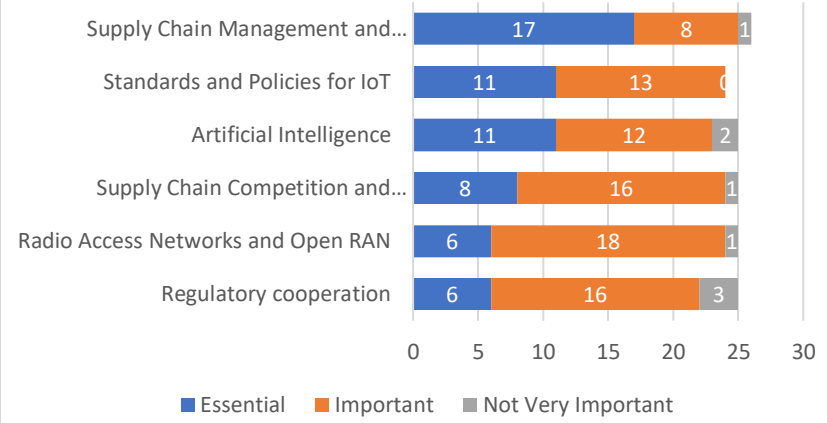 Supply Chain Management and... 17 8 1
Standards and Policies for IoT 11 13 0
Artificial Intelligence 11 12 2
Supply Chain Competition and... 8 16 1
Radio Access Networks and Open RAN 6 18 1
Regulatory cooperation 6 16 3
0 5 10 15 20 25 30
Essential Important Not Very Important